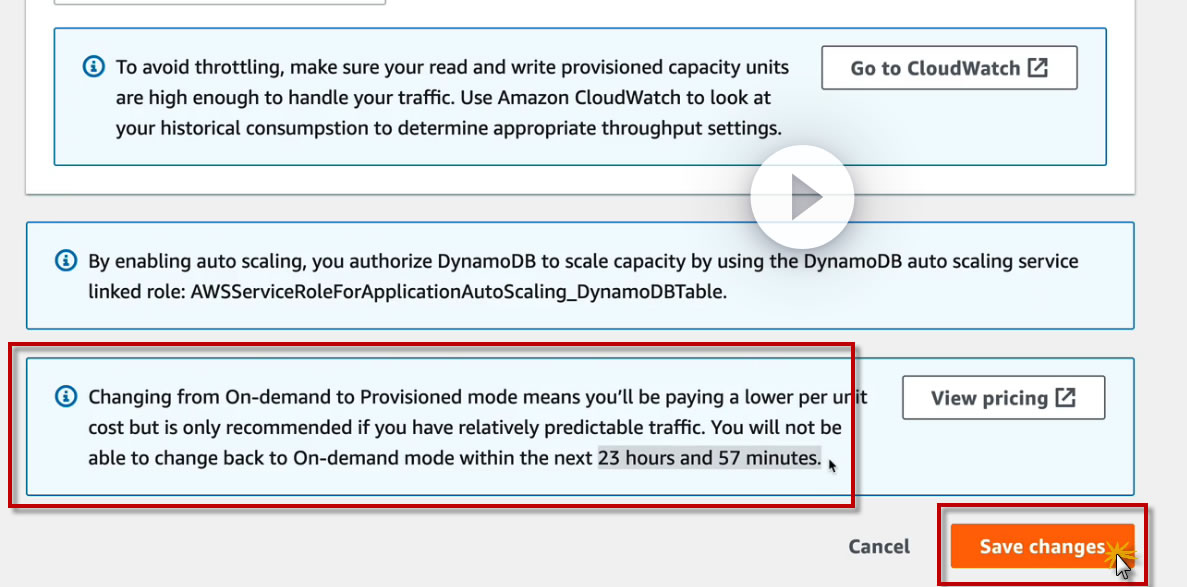 To avoid throttling, make sure your read and write provisioned capacity units
are high enough to handle your traffic. Use Amazon CloudWatch to look at
your historical consumpstion to determine appropriate throughput settings.
Go to CloudWatch
By enabling auto scaling, you authorize DynamoDB to scale capacity by using the DynamoDB auto scaling service
linked role: AWSServiceRoleForApplicationAutoScaling_DynamoDBTable.
Changing from On-demand to Provisioned mode means you'll be paying a lower per unit
cost but is only recommended if you have relatively predictable traffic. You will not be
able to change back to On-demand mode within the next 23 hours and 57 minutes.
View pricing
Cancel
Save changes